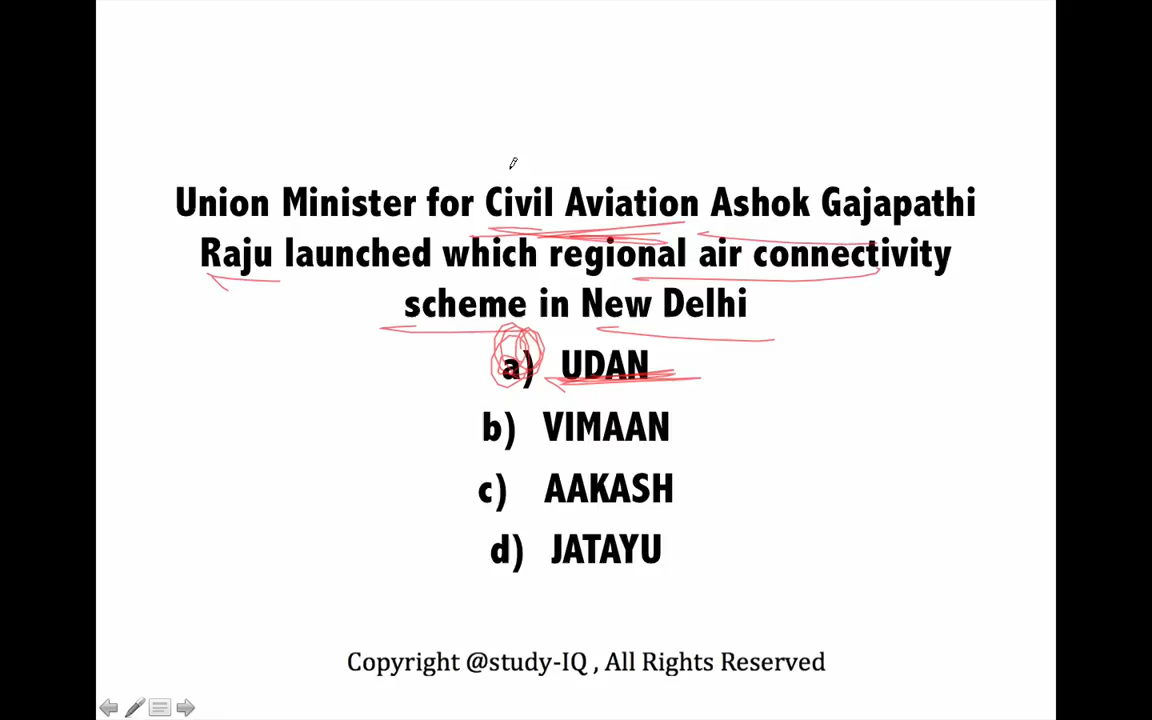 Union Minister for Civil Aviation Ashok Gajapathi
Raju launched which regional air connectivity
scheme in New Delhi
a) UDAN
b) VIMAAN
c) AAKASH
d) JATAYU
Copyright @study-IQ , All Rights Reserved